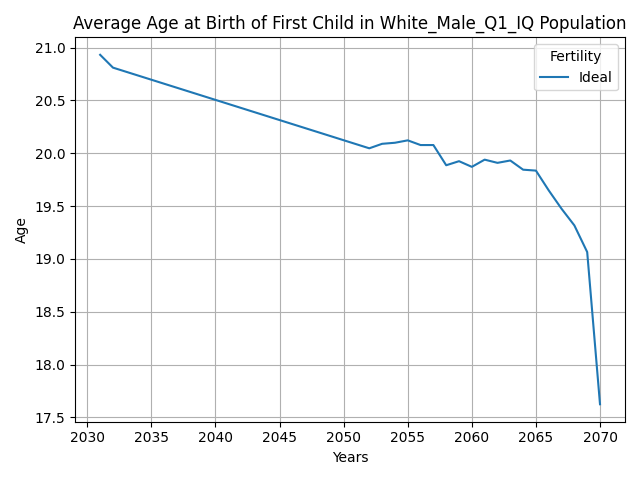 Average Age at Birth of First Child in White_Male_Q1_IQ Population
Fertility
Ideal
21.0
20.5
20.0
19.5
19.0
18.5
18.0
17.5
Age
2030 2035 2040 2045 2050 2055 2060 2065 2070
Years